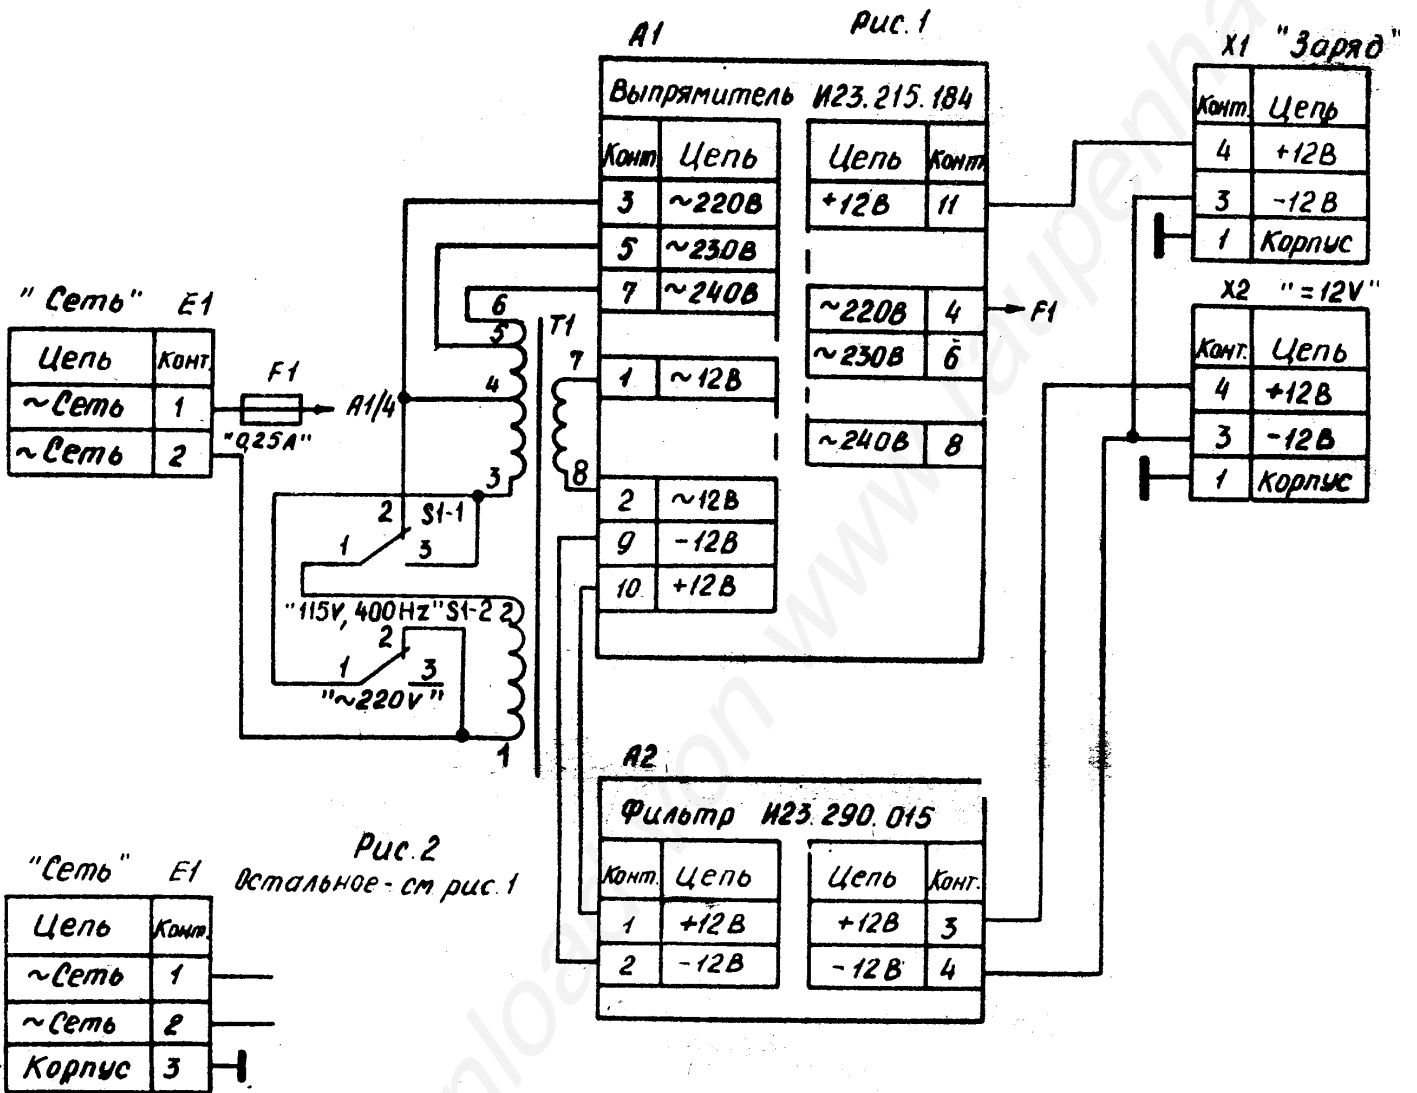 Рис. 1
А1
Выпрямитель И23.215.184
Конт. Цепь
3 ~220В
5 ~230В
7 ~240В
1 ~12В
2 ~12В
9 -12В
10 +12В
Цепь Конт.
+12В 11
~220В 4
~230В 6
~240В 8
F1
X1 "Заряд"
Конт. Цепь
4 +12В
3 -12В
1 Корпус
X2 "=12V"
Конт. Цепь
4 +12В
3 -12В
1 Корпус
"Сеть" E1
Цепь Конт.
~Сеть 1
~Сеть 2
F1
"0,25А"
А1/4
6
5
4
3
T1
7
8
2 S1-1
1 3
"115V, 400Hz" S1-2 2
2
1 3
"~220V"
1
А2
Фильтр И23.290.015
Конт. Цепь
1 +12В
2 -12В
Цепь Конт.
+12В 3
-12В 4
Рис. 2
Остальное - см рис. 1
"Сеть" E1
Цепь Конт.
~Сеть 1
~Сеть 2
Корпус 3